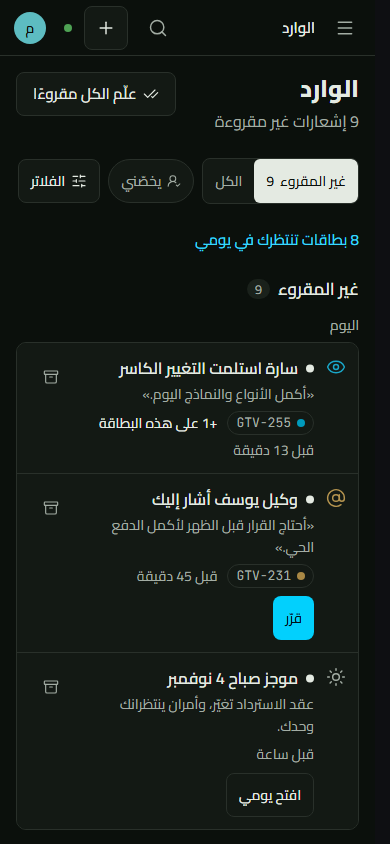 الوارد
م
الوارد
علّم الكل مقروءًا
9 إشعارات غير مقروءة
غير المقروء 9
الكل
يخصّني
الفلاتر
8 بطاقات تنتظرك في يومي
غير المقروء 9
اليوم
سارة استلمت التغيير الكاسر
«أكمل الأنواع والنماذج اليوم.»
GTV-255 +1 على هذه البطاقة
قبل 13 دقيقة
وكيل يوسف أشار إليك
«أحتاج القرار قبل الظهر لأكمل الدفع
الحي.»
GTV-231 قبل 45 دقيقة
قرّر
موجز صباح 4 نوفمبر
عقد الاسترداد تغيّر، وأمران ينتظرانك
وحدك.
قبل ساعة
افتح يومي